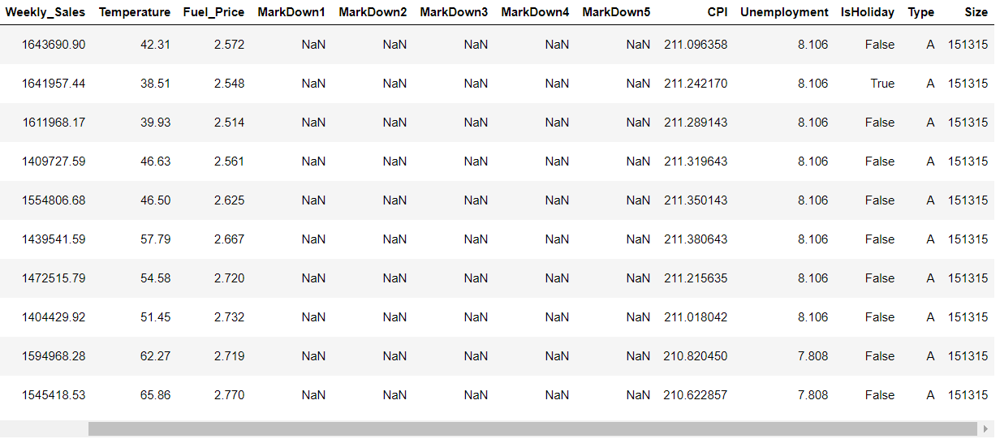 Weekly_Sales Temperature Fuel_Price MarkDown1 MarkDown2 MarkDown3 MarkDown4 MarkDown5 CPI Unemployment IsHoliday Type Size
1643690.90 42.31 2.572 NaN NaN NaN NaN NaN 211.096358 8.106 False A 151315
1641957.44 38.51 2.548 NaN NaN NaN NaN NaN 211.242170 8.106 True A 151315
1611968.17 39.93 2.514 NaN NaN NaN NaN NaN 211.289143 8.106 False A 151315
1409727.59 46.63 2.561 NaN NaN NaN NaN NaN 211.319643 8.106 False A 151315
1554806.68 46.50 2.625 NaN NaN NaN NaN NaN 211.350143 8.106 False A 151315
1439541.59 57.79 2.667 NaN NaN NaN NaN NaN 211.380643 8.106 False A 151315
1472515.79 54.58 2.720 NaN NaN NaN NaN NaN 211.215635 8.106 False A 151315
1404429.92 51.45 2.732 NaN NaN NaN NaN NaN 211.018042 8.106 False A 151315
1594968.28 62.27 2.719 NaN NaN NaN NaN NaN 210.820450 7.808 False A 151315
1545418.53 65.86 2.770 NaN NaN NaN NaN NaN 210.622857 7.808 False A 151315